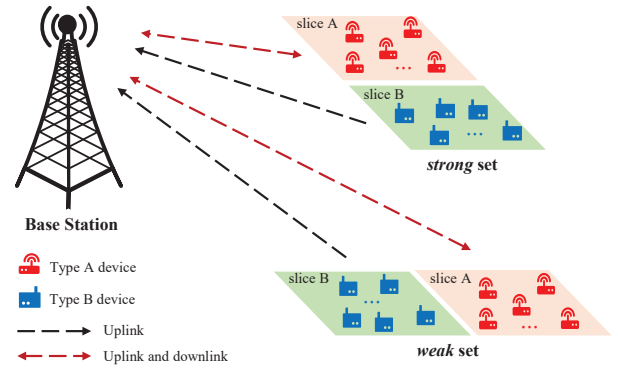 slice A
slice B
strong set
Base Station
Type A device
Type B device
Uplink
Uplink and downlink
slice B
slice A
weak set